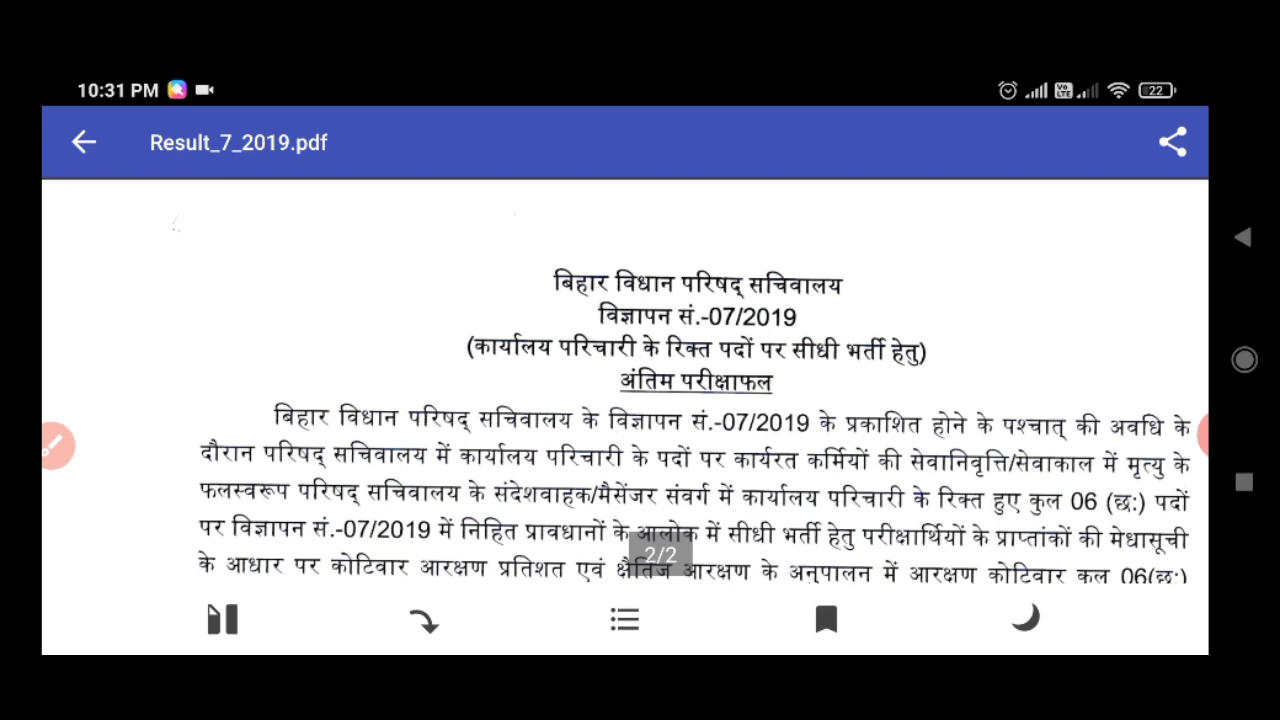 10:31 PM
Vo LTE
22
Result_7_2019.pdf
बिहार विधान परिषद् सचिवालय
विज्ञापन सं.-07/2019
(कार्यालय परिचारी के रिक्त पदों पर सीधी भर्ती हेतु)
अंतिम परीक्षाफल
बिहार विधान परिषद् सचिवालय के विज्ञापन सं.-07/2019 के प्रकाशित होने के पश्चात् की अवधि के
दौरान परिषद् सचिवालय में कार्यालय परिचारी के पदों पर कार्यरत कर्मियों की सेवानिवृत्ति/सेवाकाल में मृत्यु के
फलस्वरूप परिषद् सचिवालय के संदेशवाहक/मैसेंजर संवर्ग में कार्यालय परिचारी के रिक्त हुए कुल 06 (छः) पदों
पर विज्ञापन सं.-07/2019 में निहित प्रावधानों के आलोक में सीधी भर्ती हेतु परीक्षार्थियों के प्राप्तांकों की मेधासूची
2/2
के आधार पर कोटिवार आरक्षण प्रतिशत एवं क्षैतिज आरक्षण के अनुपालन में आरक्षण कोटिवार कुल 06(छः)